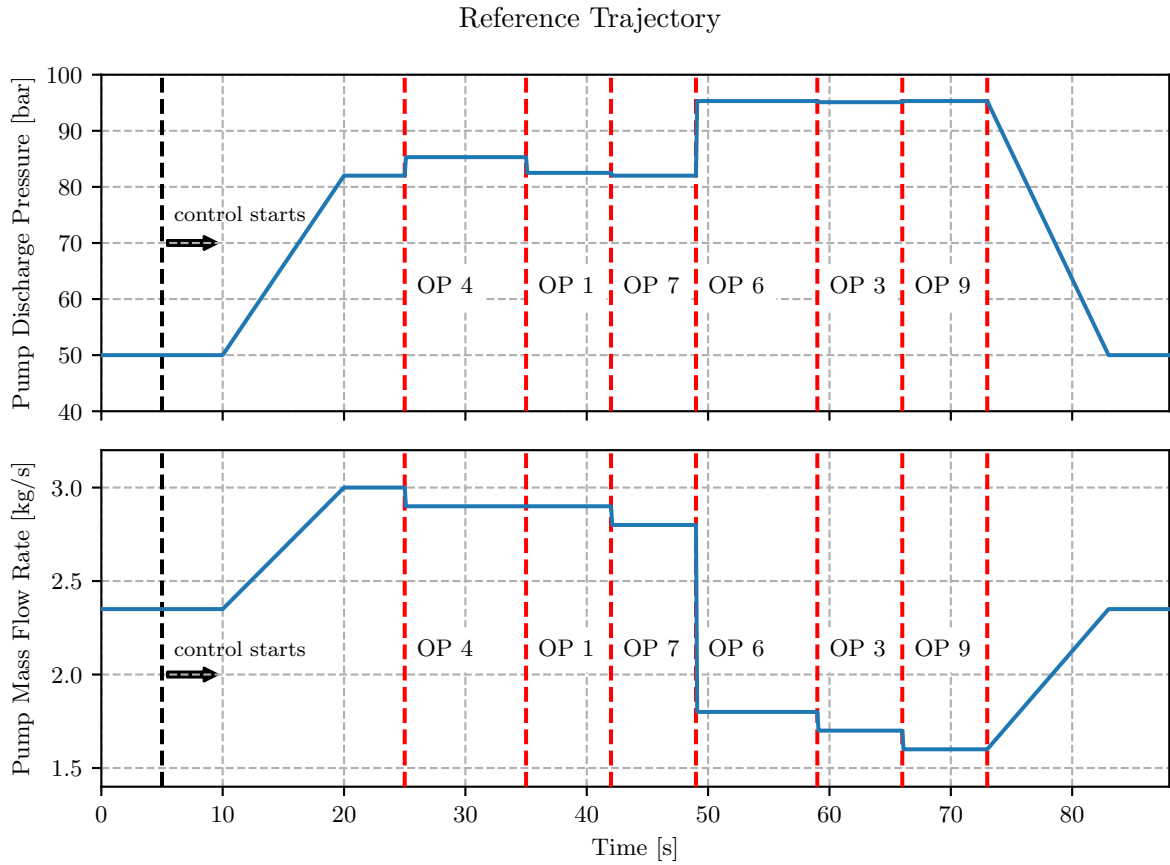 Reference Trajectory
Pump Discharge Pressure [bar]
100
90
80
70
60
50
40
control starts
OP 4
OP 1
OP 7
OP 6
OP 3
OP 9
Pump Mass Flow Rate [kg/s]
3.0
2.5
2.0
1.5
control starts
OP 4
OP 1
OP 7
OP 6
OP 3
OP 9
0
10
20
30
40
50
60
70
80
Time [s]